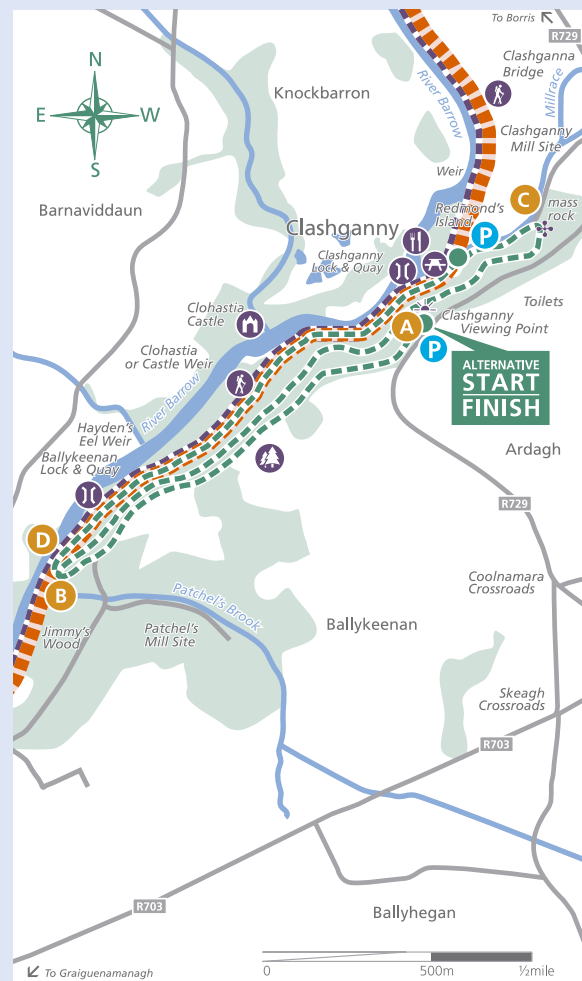 To Borris
R729
Clashganna
Bridge
Millrace
River Barrow
Knockbarron
Clashganny
Mill Site
Weir
C
mass
rock
Redmond's
Island
P
N
E W
S
Barnaviddaun
Clashganny
Clashganny
Lock & Quay
Toilets
Clashganny
Viewing Point
A
P
ALTERNATIVE
START
FINISH
Clohastia
Castle
Clohastia
or Castle Weir
River Barrow
Hayden's
Eel Weir
Ballykeenan
Lock & Quay
Ardagh
R729
D
B
Coolnamara
Crossroads
Patchel's Brook
Jimmy's
Wood
Patchel's
Mill Site
Ballykeenan
Skeagh
Crossroads
R703
R703
Ballyhegan
To Graiguenamanagh
0 500m ½mile